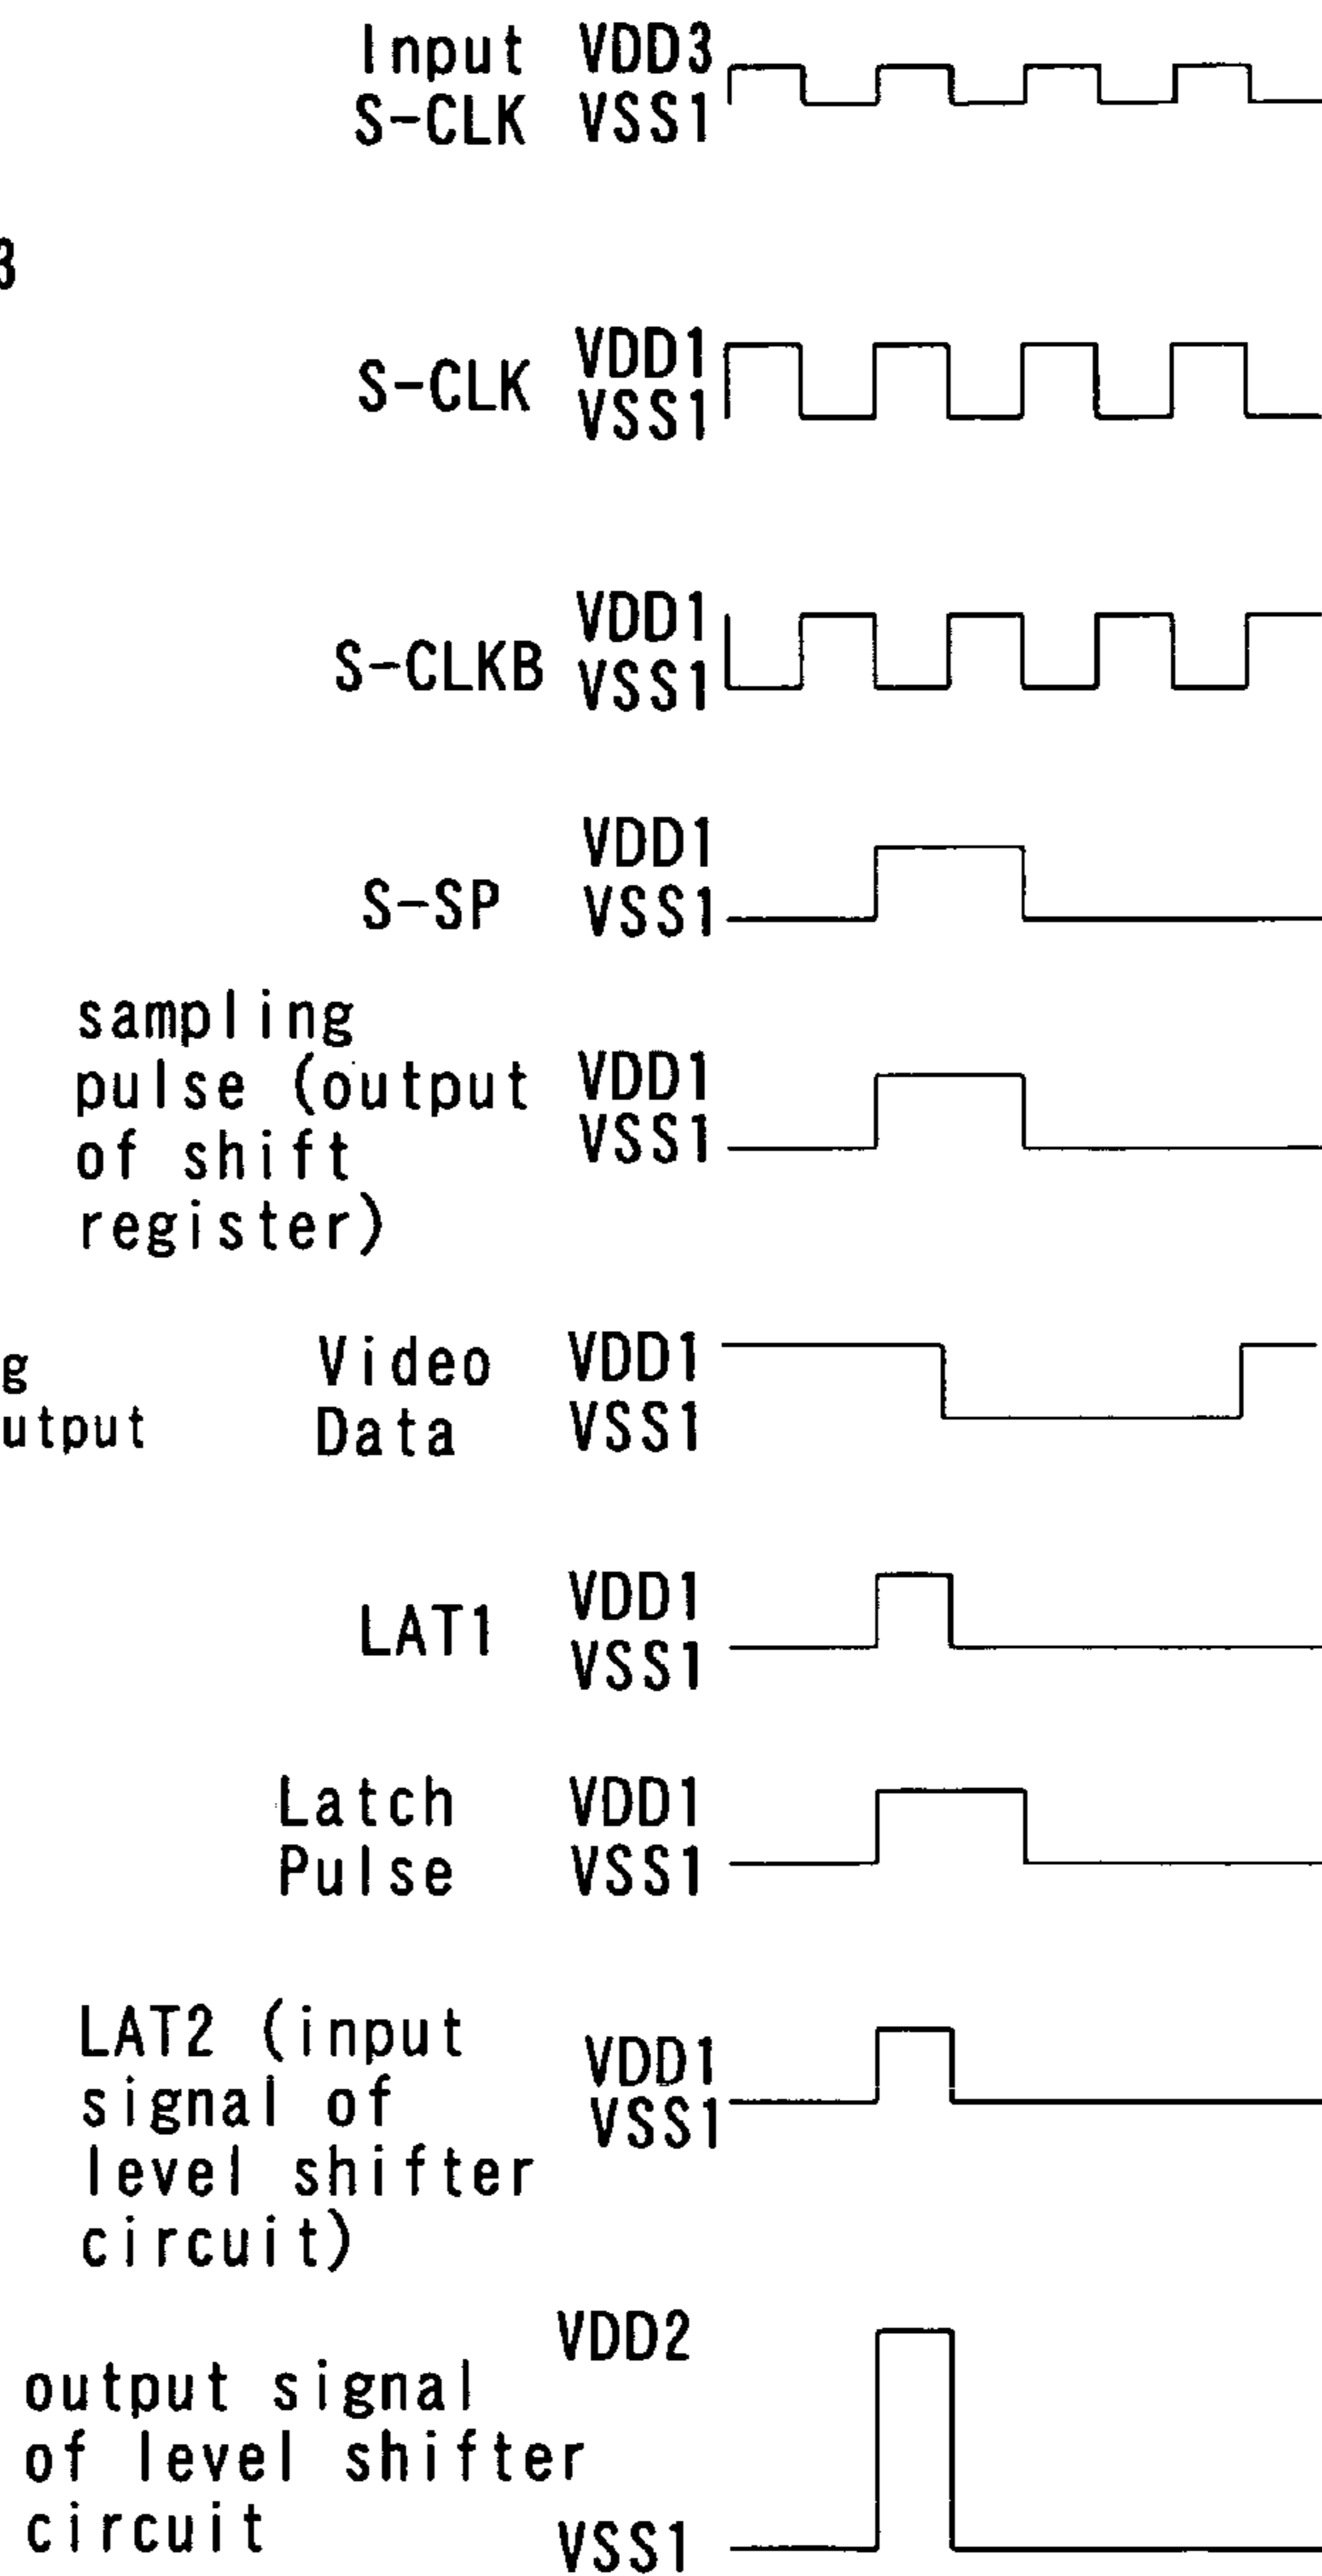 Input VDD3
S-CLK VSS1
3
VDD1
S-CLK
VSS1
VDD1
S-CLKB
VSS1
VDD1
S-SP
VSS1
sampling
pulse (output VDD1
of shift VSS1
register)
g
utput
Video VDD1
Data VSS1
VDD1
LAT1
VSS1
Latch VDD1
Pulse VSS1
LAT2 (input
signal of
level shifter
circuit)
VDD1
VSS1
VDD2
output signal
of level shifter
circuit
VSS1